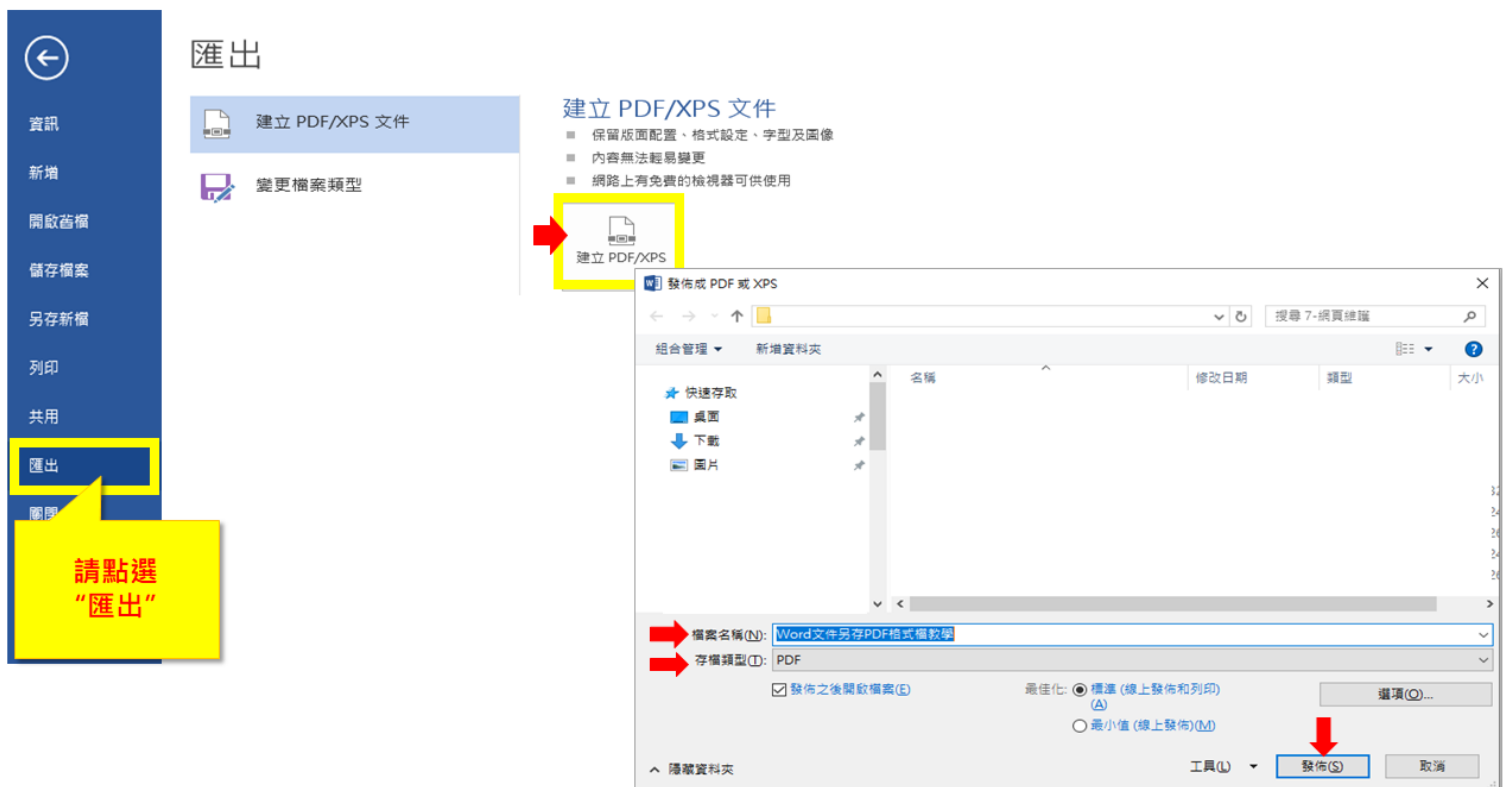 匯出
資訊
新增
開啟舊檔
儲存檔案
另存新檔
列印
共用
匯出
請點選
“匯出”
建立 PDF/XPS 文件
變更檔案類型
建立 PDF/XPS 文件
保留版面配置、格式設定、字型及圖像
內容無法輕易變更
網路上有免費的檢視器可供使用
建立 PDF/XPS
發佈成 PDF 或 XPS
搜尋 7-網頁維護
組合管理
新增資料夾
快速存取
桌面
下載
圖片
名稱
修改日期
類型
大小
檔案名稱(N):
Word文件另存PDF格式檔教學
存檔類型(T):
PDF
發佈之後開啟檔案(E)
最佳化:
標準 (線上發佈和列印)
(A)
最小值 (線上發佈)(M)
選項(O)...
隱藏資料夾
工具(L)
發佈(S)
取消